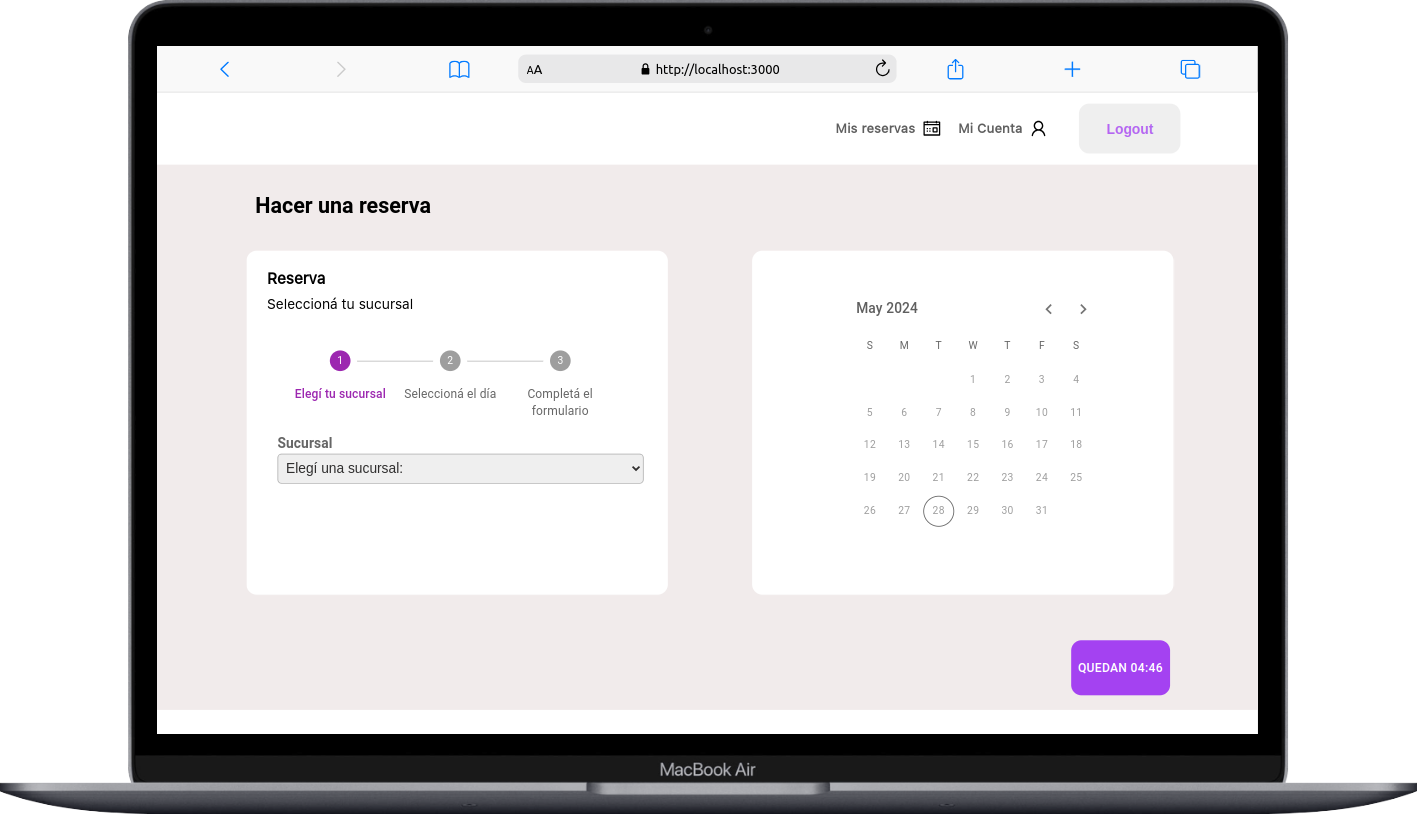 AA http://localhost:3000
Mis reservas Mi Cuenta Logout
Hacer una reserva
Reserva
Seleccioná tu sucursal
1 2 3
Elegí tu sucursal Seleccioná el día Completá el
formulario
Sucursal
Elegí una sucursal:
May 2024
S M T W T F S
1 2 3 4
5 6 7 8 9 10 11
12 13 14 15 16 17 18
19 20 21 22 23 24 25
26 27 28 29 30 31
QUEDAN 04:46
MacBook Air